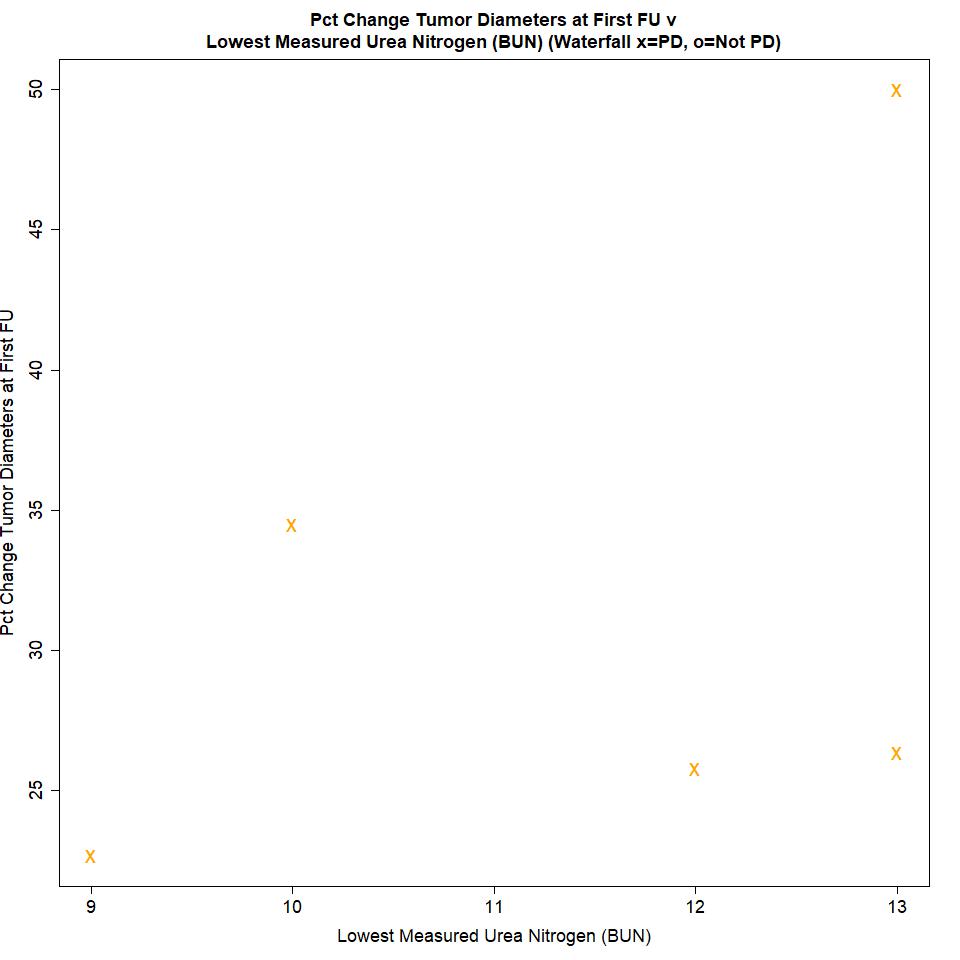 Pct Change Tumor Diameters at First FU v
Lowest Measured Urea Nitrogen (BUN) (Waterfall x=PD, o=Not PD)
Pct Change Tumor Diameters at First FU
50
45
40
35
30
25
X
X
X
X
X
9 10 11 12 13
Lowest Measured Urea Nitrogen (BUN)